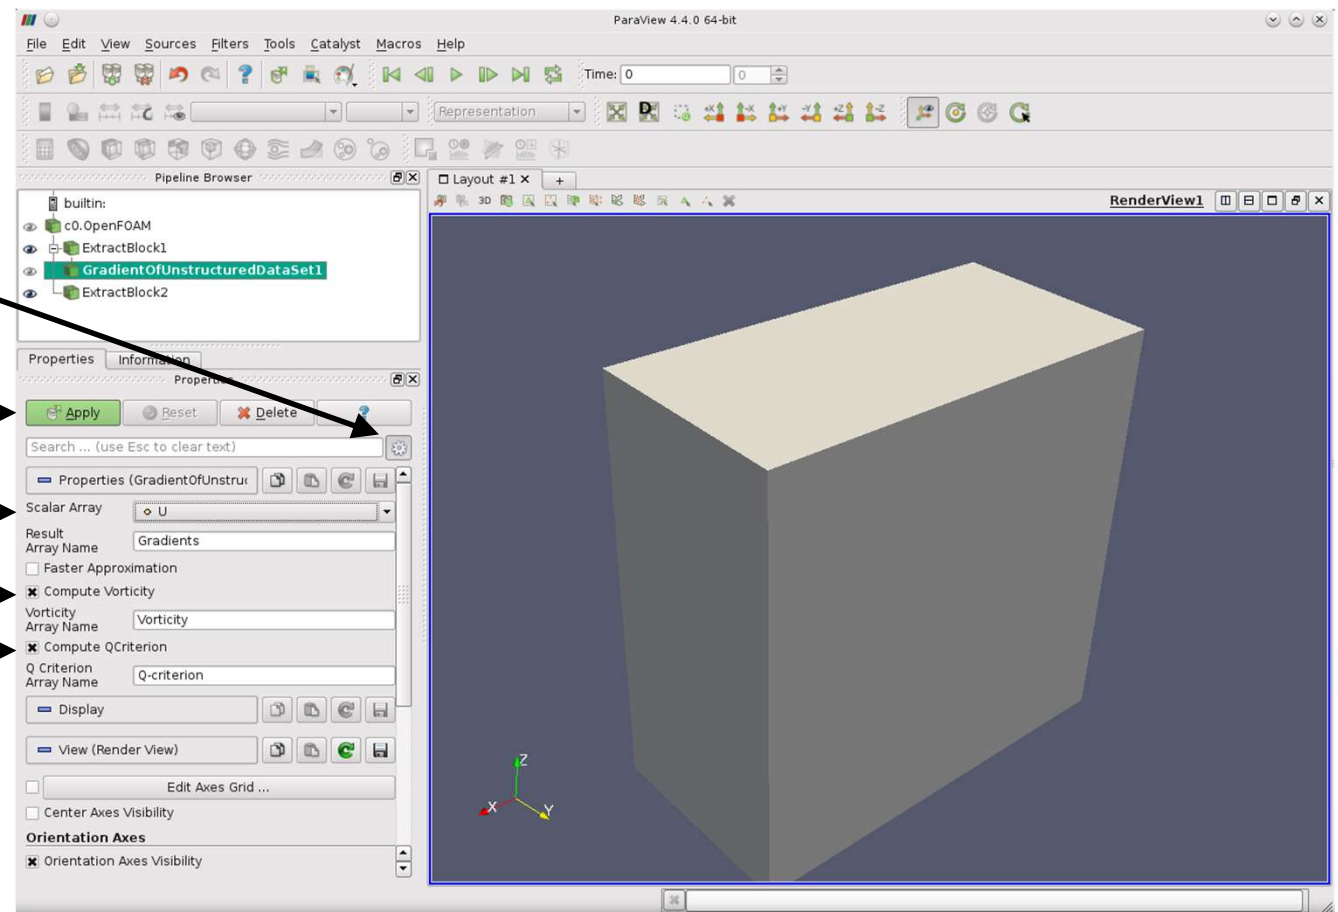 ParaView 4.4.0 64-bit
File Edit View Sources Filters Tools Catalyst Macros Help
Time: 0 0
Representation
Pipeline Browser
Layout #1 +
builtin:
3D RenderView1
c0.OpenFOAM
ExtractBlock1
GradientOfUnstructuredDataSet1
ExtractBlock2
Properties Information
Properties
Apply Reset Delete ?
Search ... (use Esc to clear text)
Properties (GradientOfUnstruc
Scalar Array U
Result
Array Name Gradients
Faster Approximation
Compute Vorticity
Vorticity
Array Name Vorticity
Compute QCriterion
Q Criterion
Array Name Q-criterion
Display
View (Render View)
Edit Axes Grid ...
Center Axes Visibility
Orientation Axes
Orientation Axes Visibility
Z
X Y